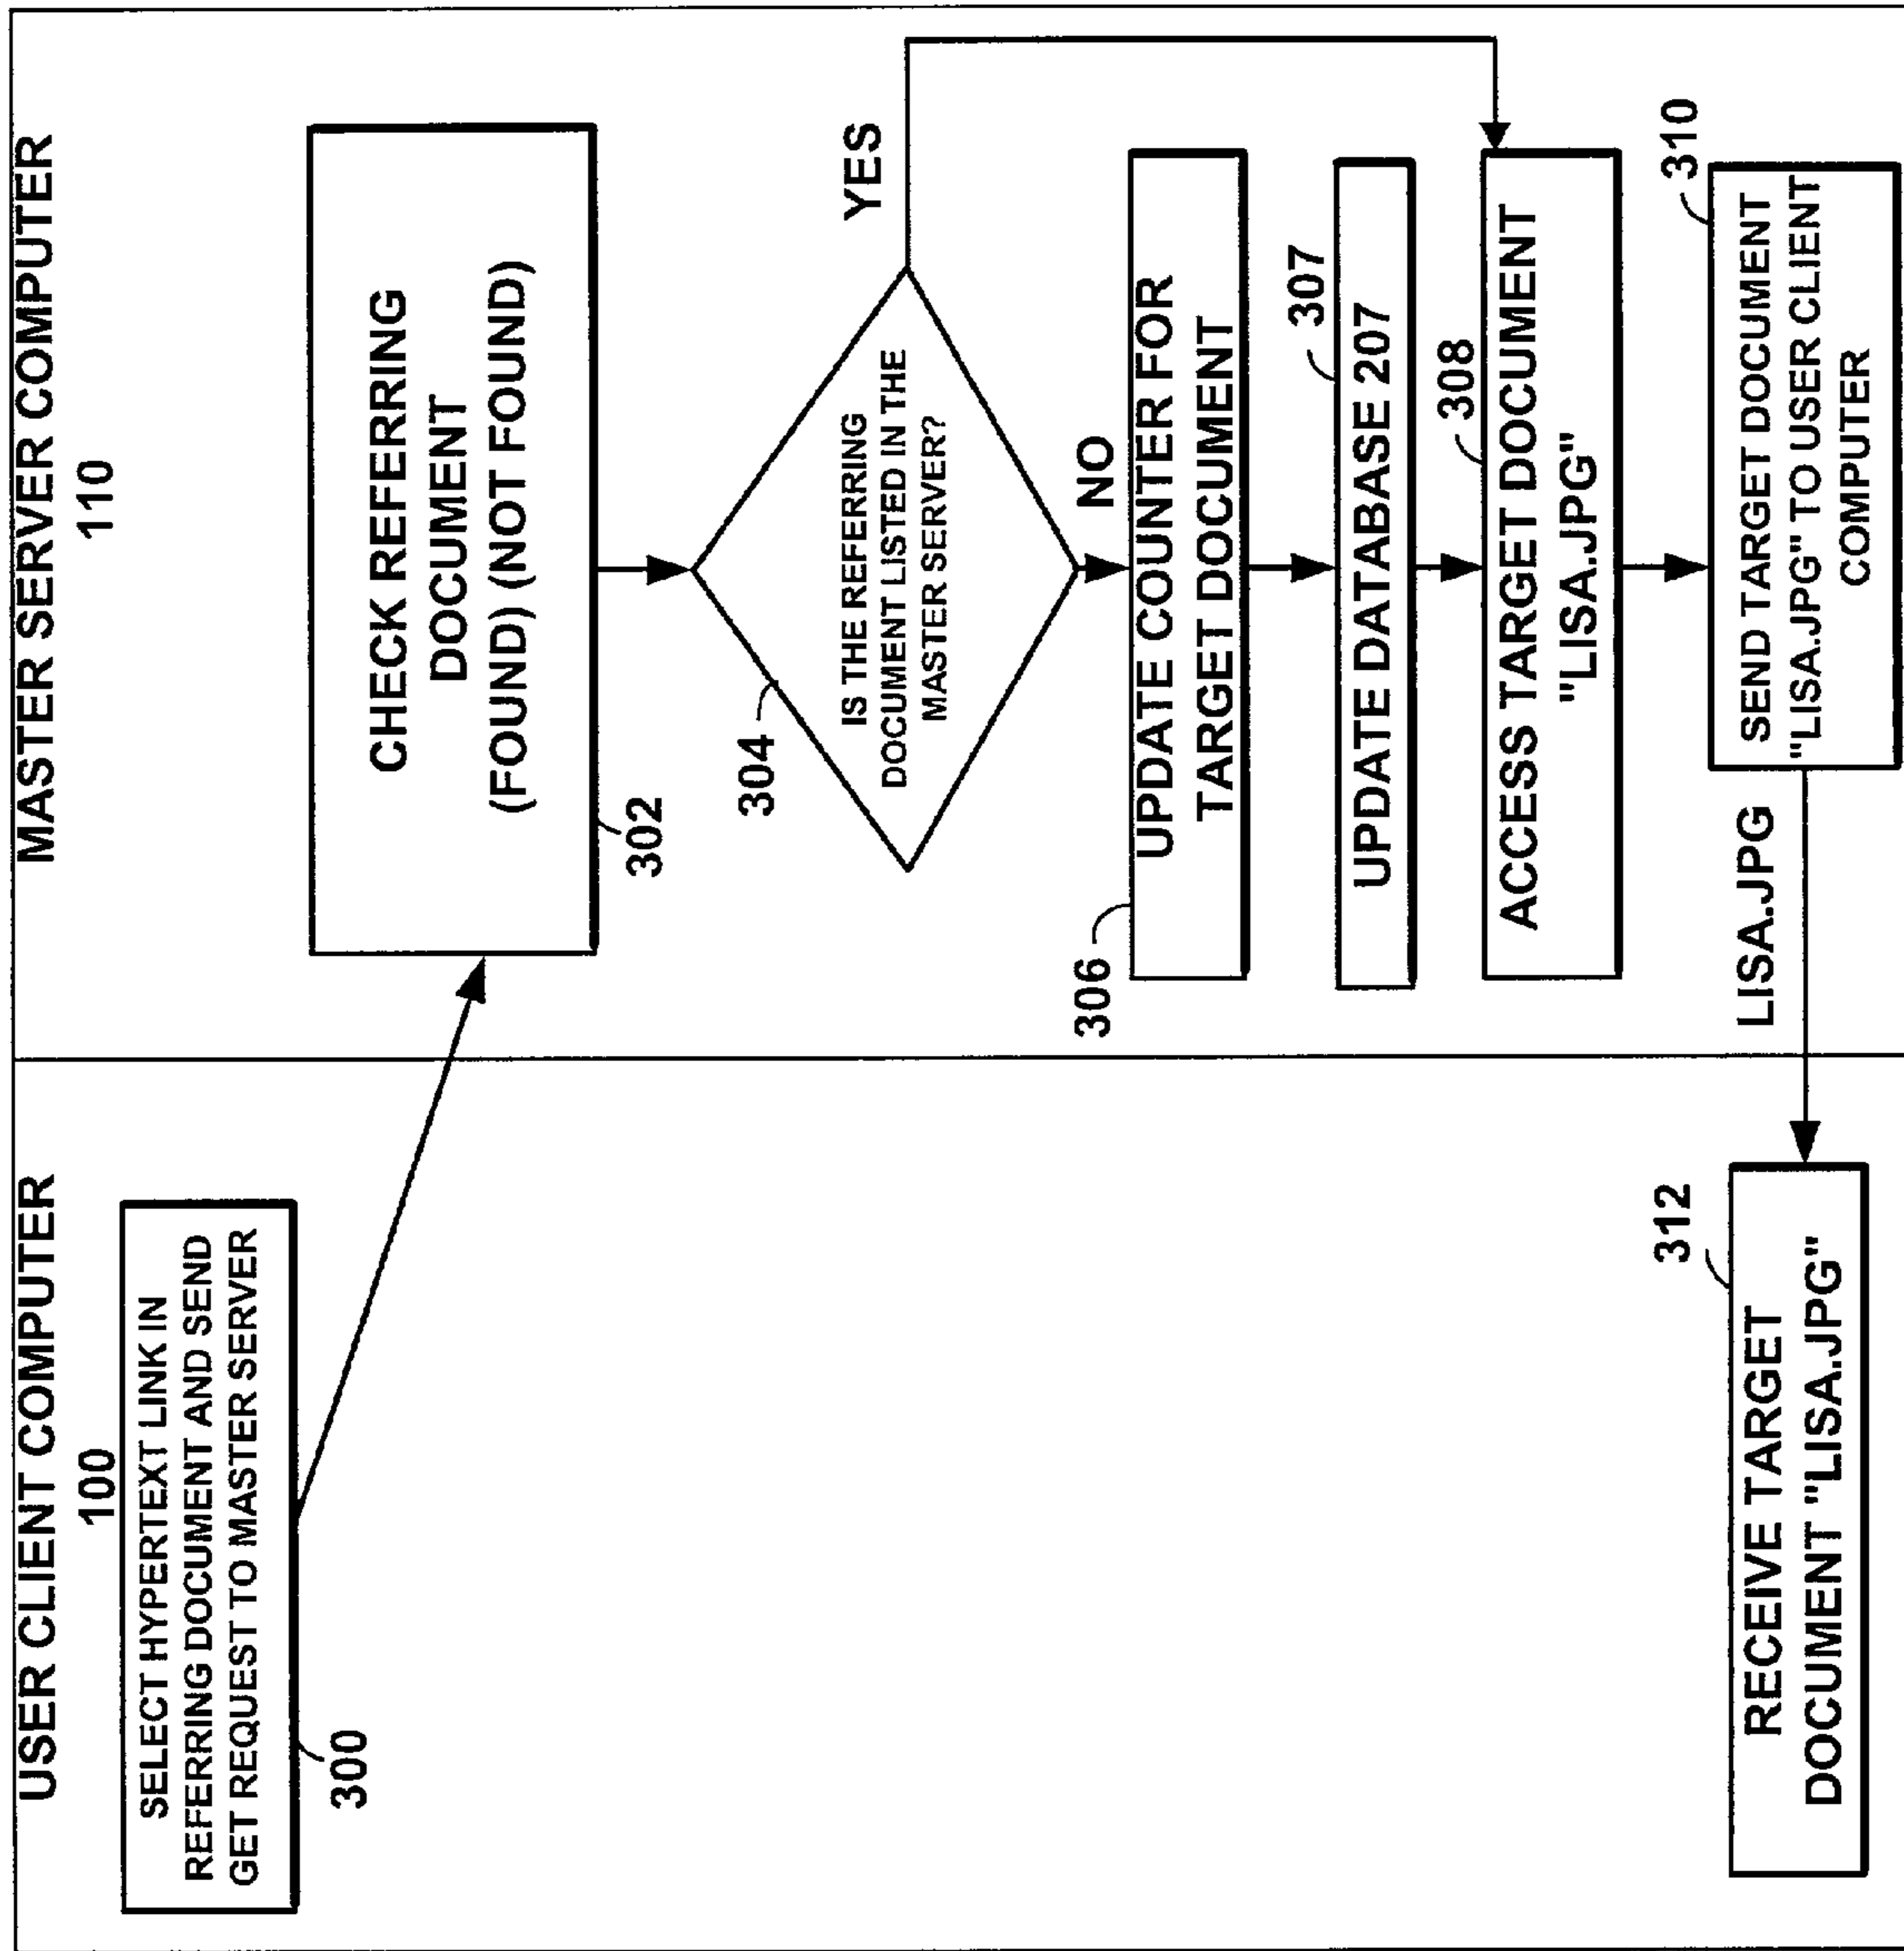 USER CLIENT COMPUTER
100
SELECT HYPERTEXT LINK IN
REFERRING DOCUMENT AND SEND
GET REQUEST TO MASTER SERVER
300
MASTER SERVER COMPUTER
110
CHECK REFERRING
DOCUMENT
(FOUND) (NOT FOUND)
302
304
IS THE REFERRING
DOCUMENT LISTED IN THE
MASTER SERVER?
YES
NO
306
UPDATE COUNTER FOR
TARGET DOCUMENT
307
UPDATE DATABASE 207
308
ACCESS TARGET DOCUMENT
"LISA.JPG"
310
SEND TARGET DOCUMENT
"LISA.JPG" TO USER CLIENT
COMPUTER
LISA.JPG
312
RECEIVE TARGET
DOCUMENT "LISA.JPG"